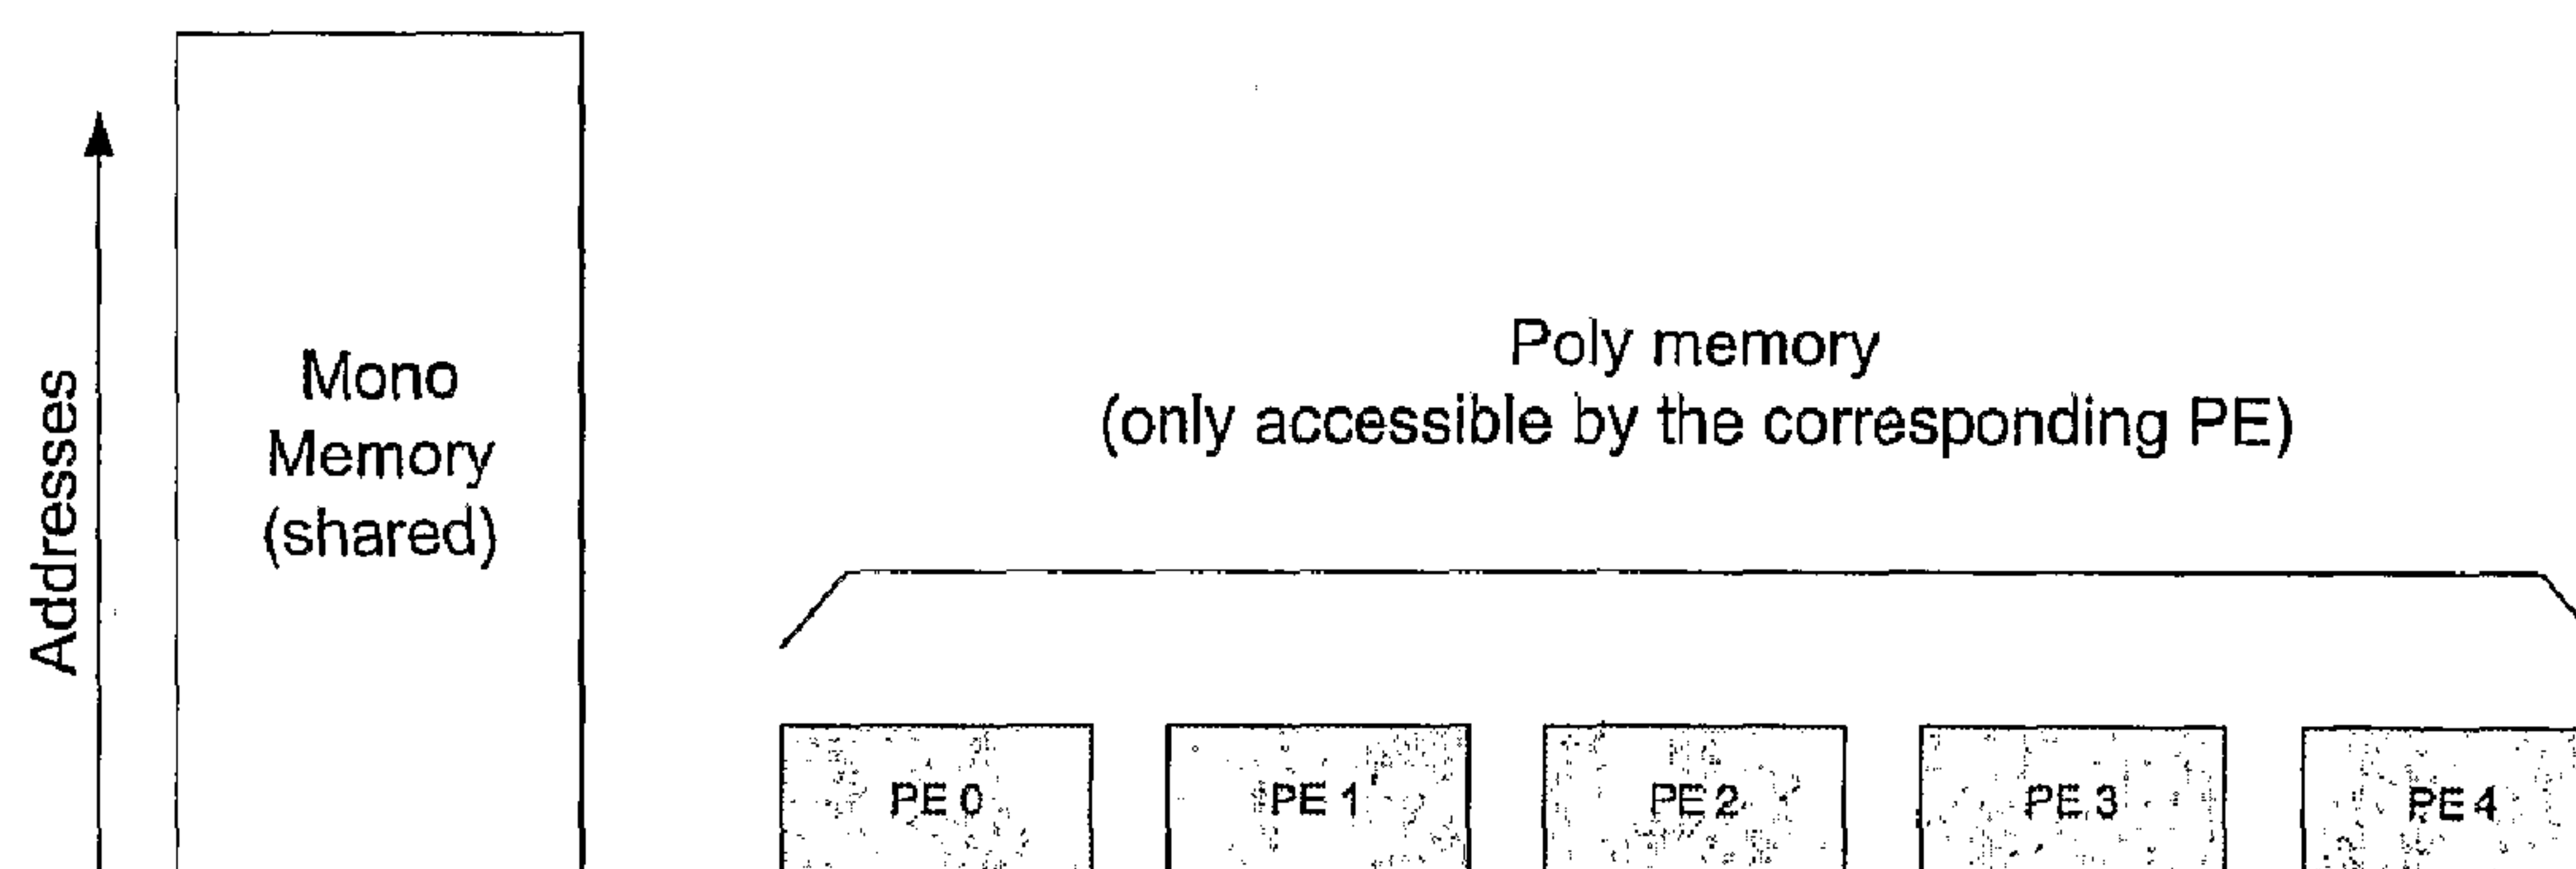 Addresses
Mono
Memory
(shared)
Poly memory
(only accessible by the corresponding PE)
PE 0
PE 1
PE 2
PE 3
PE 4